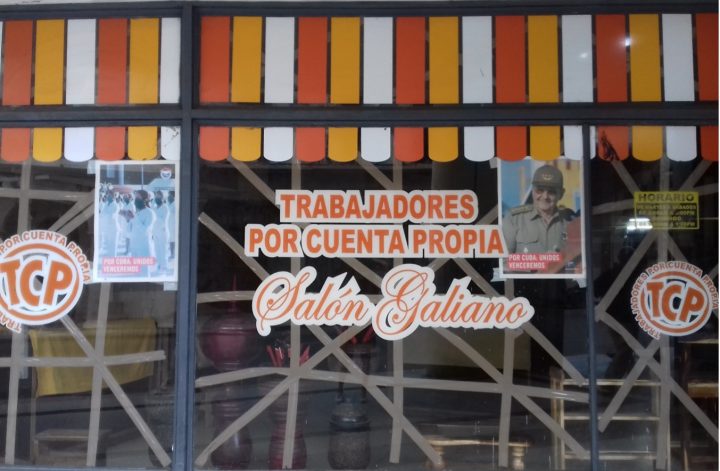 TRABAJADORES
POR CUENTA PROPIA
Salón Galiano
POR CUENTA PROPIA
TCP
POR CUBA: UNIDOS
VENCEREMOS
POR CUBA: UNIDOS
VENCEREMOS
HORARIO
TRABAJADORES POR CUENTA PROPIA
TCP